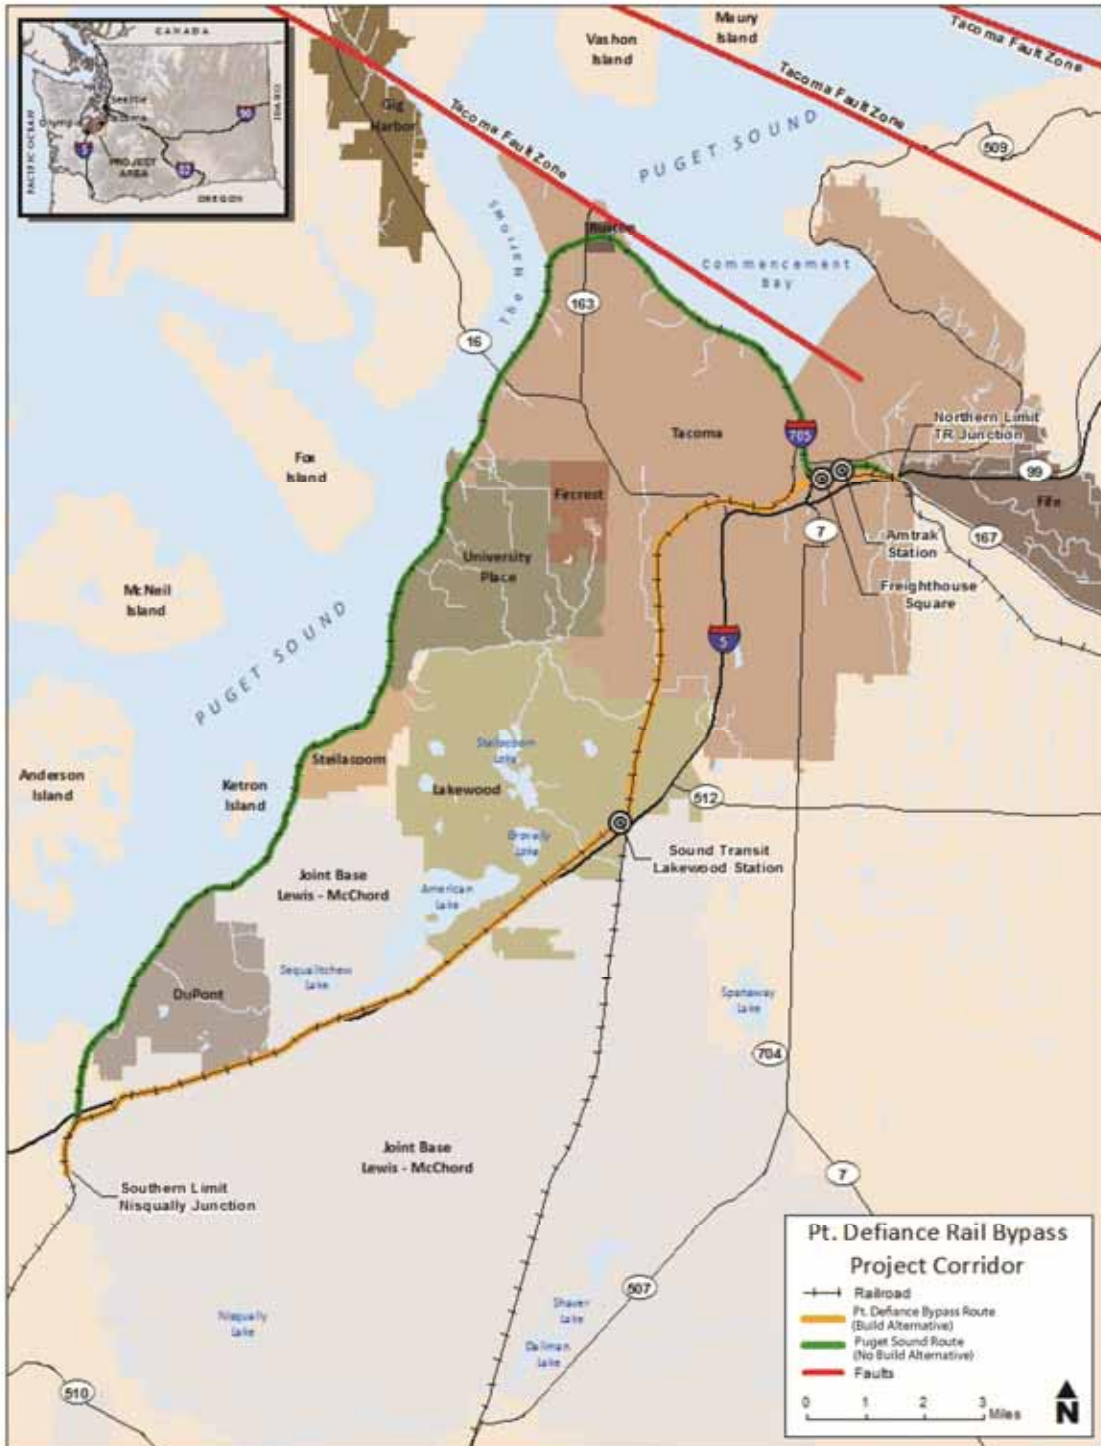 CANADA
PACIFIC OCEAN
Seattle
Olympia
Tacoma
90
5
82
PROJECT
AREA
IDAHO
OREGON
Gig
Harbor
Vashon
Island
Maury
Island
Tacoma Fault Zone
Tacoma Fault Zone
Tacoma Fault Zone
PUGET SOUND
509
The Narrows
Ruston
Commencement
Bay
163
16
Tacoma
705
Northern Limit
TR Junction
99
Fife
167
Fox
Island
Fircrest
7
Amtrak
Station
Freighthouse
Square
University
Place
McNeil
Island
PUGET SOUND
5
Steilacoom
Steilacoom
Lake
Anderson
Island
Ketron
Island
Lakewood
512
Gravelly
Lake
Sound Transit
Lakewood Station
Joint Base
Lewis - McChord
American
Lake
Sequalitchew
Lake
DuPont
Spanaway
Lake
704
Joint Base
Lewis - McChord
7
Southern Limit
Nisqually Junction
507
Nisqually
Lake
Shaver
Lake
Dailman
Lake
510
Pt. Defiance Rail Bypass
Project Corridor
Railroad
Pt. Defiance Bypass Route
(Build Alternative)
Puget Sound Route
(No Build Alternative)
Faults
0 1 2 3
Miles
N